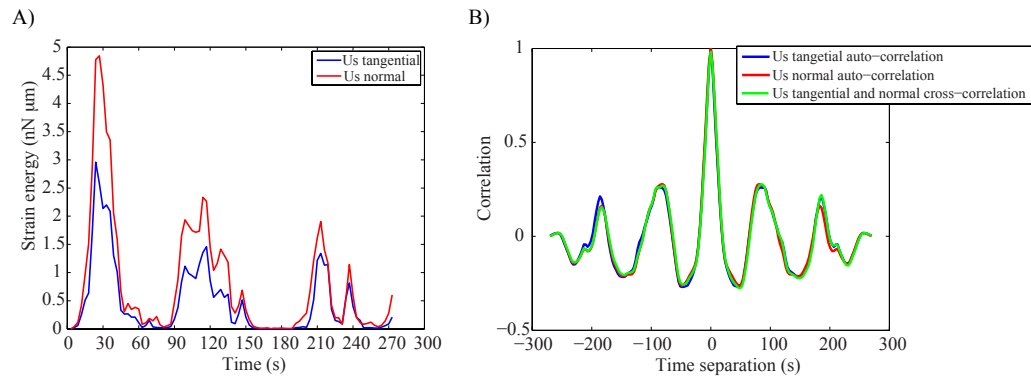 A)
Us tangential
Us normal
Strain energy (nN μm)
5
4.5
4
3.5
3
2.5
2
1.5
1
0.5
0
0 30 60 90 120 150 180 210 240 270 300
Time (s)
B)
Us tangetial auto−correlation
Us normal auto−correlation
Us tangential and normal cross−correlation
Correlation
1
0.5
0
−0.5
−300 −200 −100 0 100 200 300
Time separation (s)